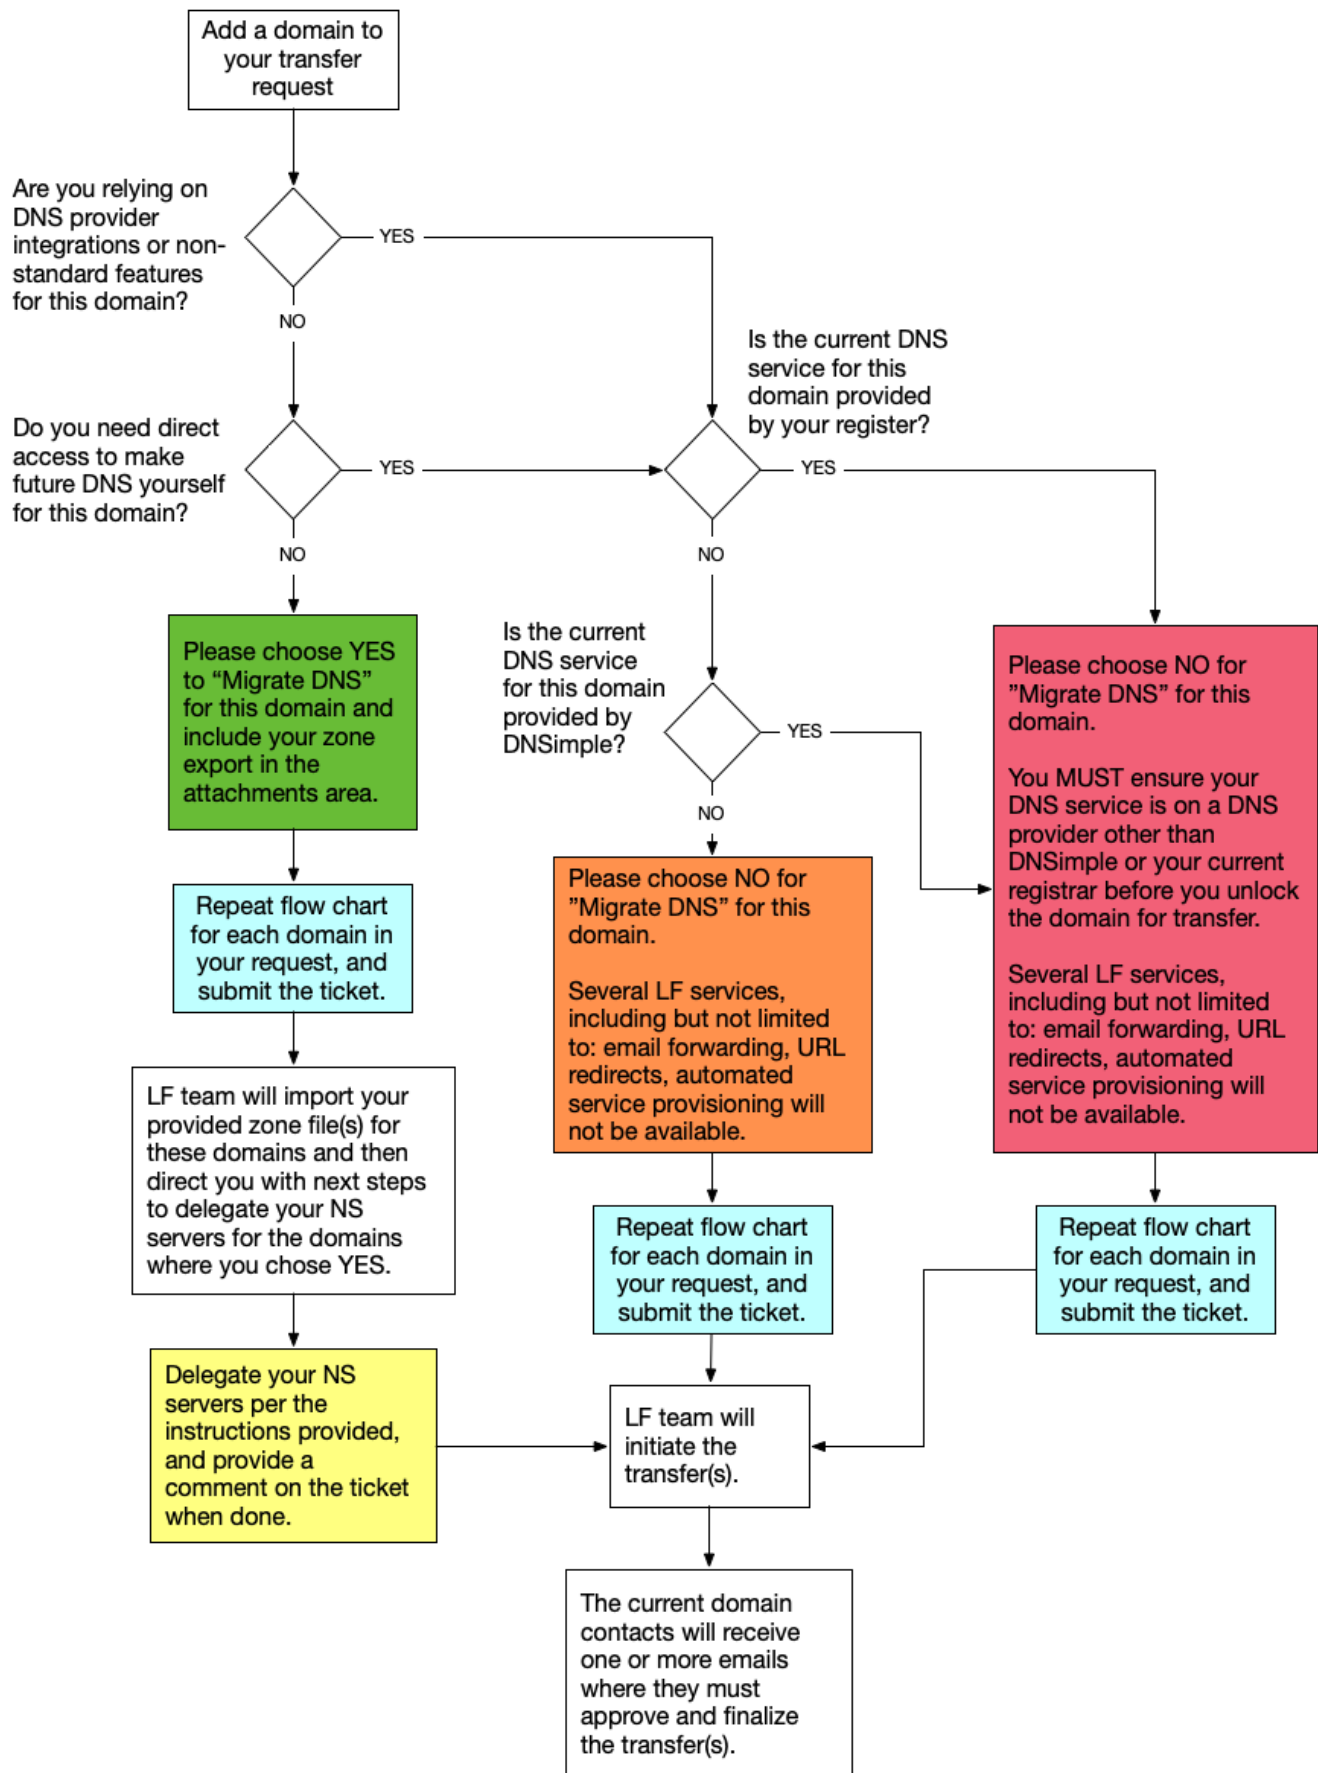 Add a domain to
your transfer
request
Are you relying on
DNS provider
integrations or non-
standard features
for this domain?
YES
NO
Is the current DNS
service for this
domain provided
by your register?
Do you need direct
access to make
future DNS yourself
for this domain?
YES
YES
NO
NO
Please choose YES
to “Migrate DNS”
for this domain and
include your zone
export in the
attachments area.
Is the current
DNS service
for this domain
provided by
DNSimple?
YES
NO
Please choose NO for
”Migrate DNS” for this
domain.
You MUST ensure your
DNS service is on a DNS
provider other than
DNSimple or your current
registrar before you unlock
the domain for transfer.
Several LF services,
including but not limited
to: email forwarding, URL
redirects, automated
service provisioning will
not be available.
Please choose NO for
”Migrate DNS” for this
domain.
Several LF services,
including but not limited
to: email forwarding, URL
redirects, automated
service provisioning will
not be available.
Repeat flow chart
for each domain in
your request, and
submit the ticket.
LF team will import your
provided zone file(s) for
these domains and then
direct you with next steps
to delegate your NS
servers for the domains
where you chose YES.
Repeat flow chart
for each domain in
your request, and
submit the ticket.
Repeat flow chart
for each domain in
your request, and
submit the ticket.
Delegate your NS
servers per the
instructions provided,
and provide a
comment on the ticket
when done.
LF team will
initiate the
transfer(s).
The current domain
contacts will receive
one or more emails
where they must
approve and finalize
the transfer(s).